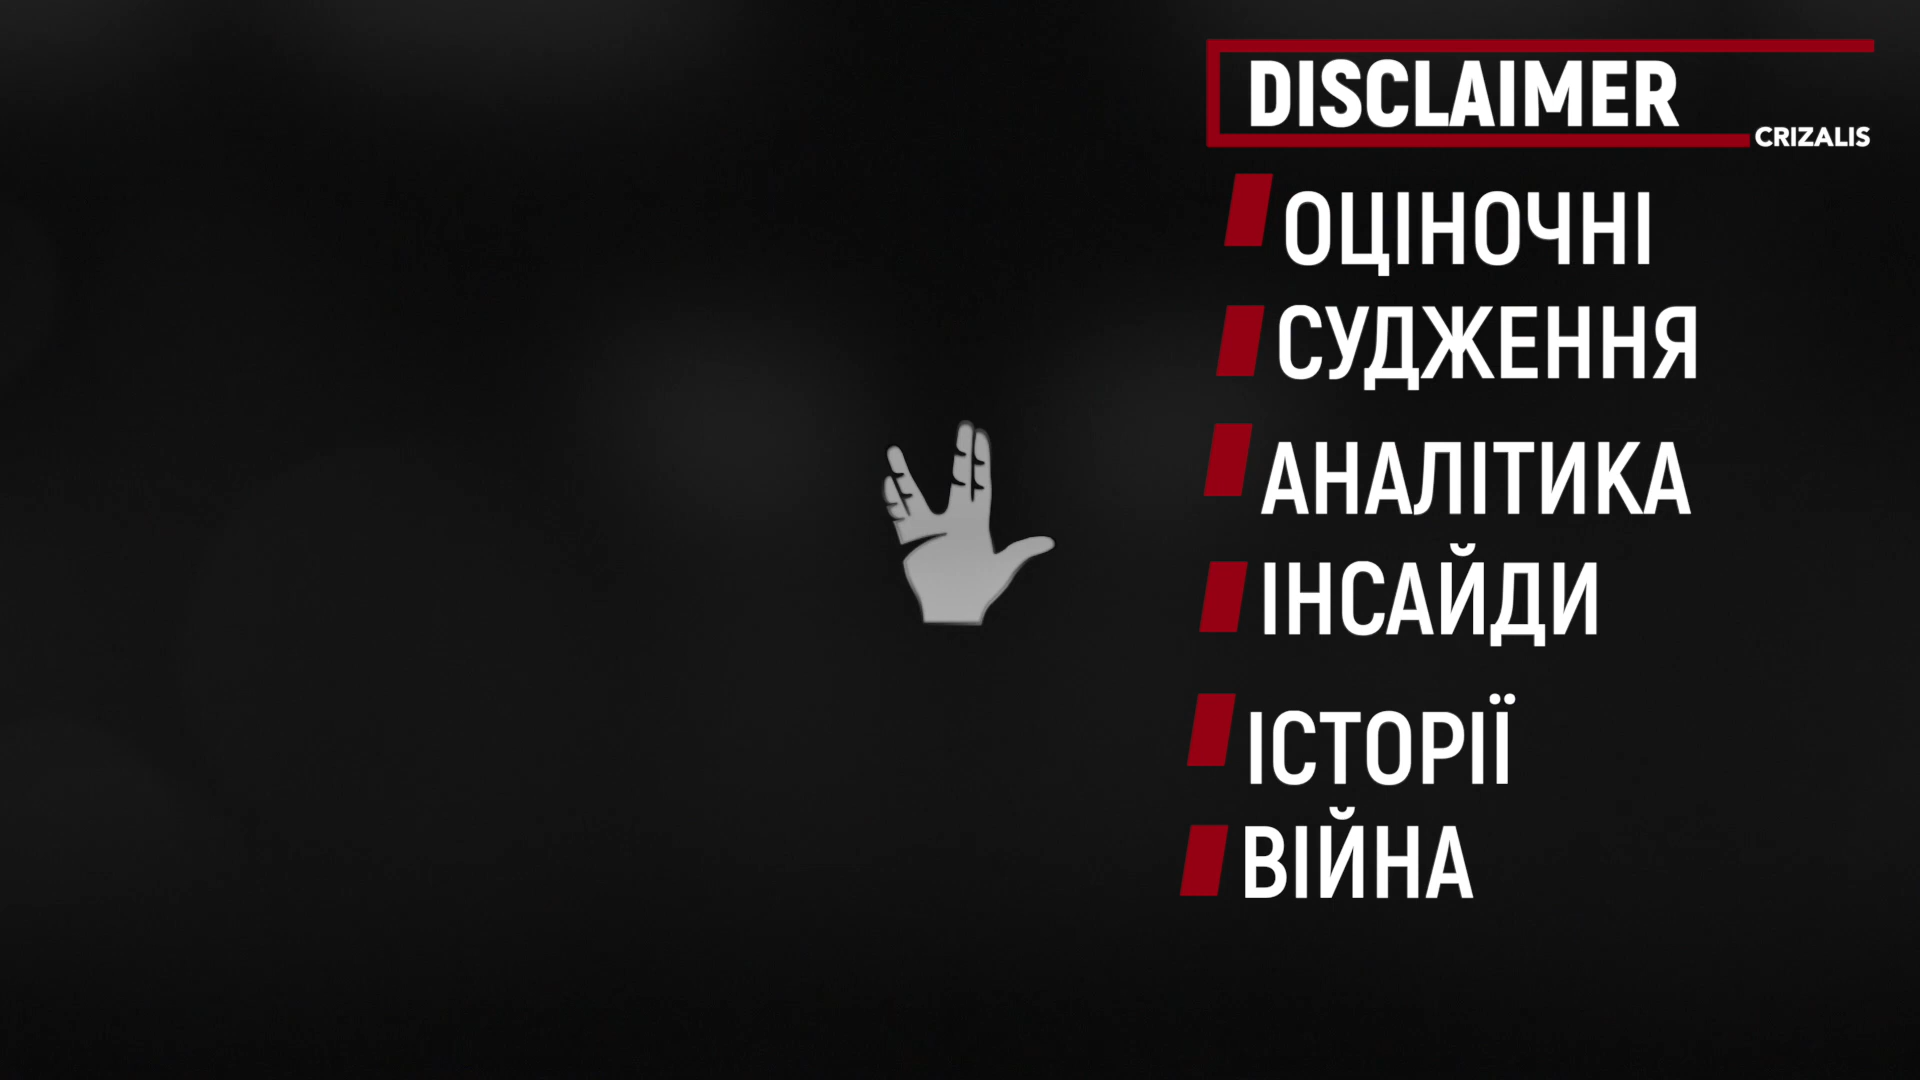 DISCLAIMER
CRIZALIS
ОЦІНОЧНІ
СУДЖЕННЯ
АНАЛІТИКА
ІНСАЙДИ
ІСТОРІЇ
ВІЙНА